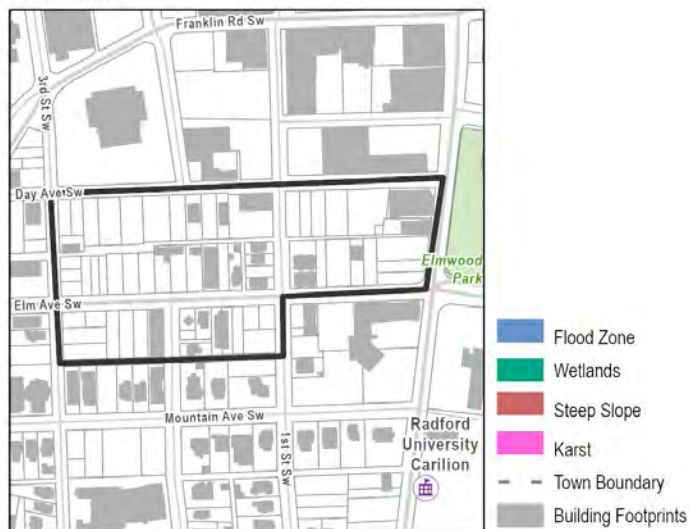 Franklin Rd Sw
3rd St Sw
Day Ave Sw
Elmwood
Park
Elm Ave Sw
Mountain Ave Sw
1st St Sw
Radford
University
Carilion
Flood Zone
Wetlands
Steep Slope
Karst
Town Boundary
Building Footprints